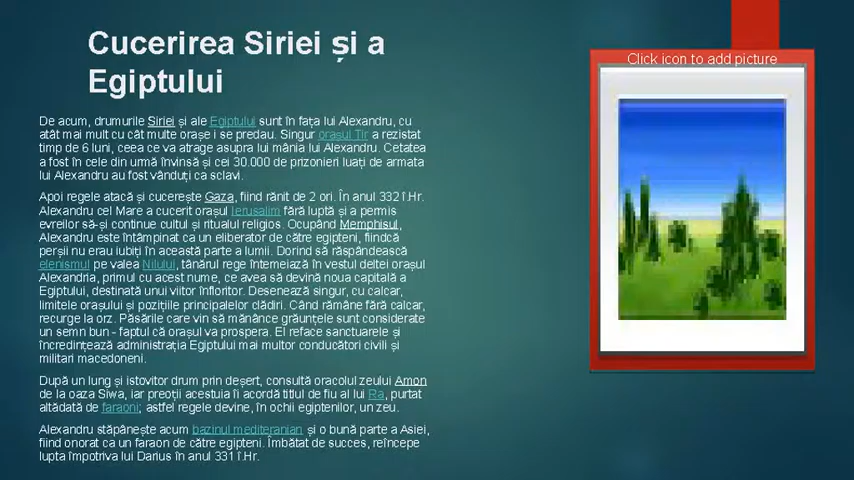 Cucerirea Siriei și a
Egiptului
Click icon to add picture
De acum, drumurile Siriei și ale Egiptului sunt în fața lui Alexandru, cu
atât mai mult cu cât multe orașe i se predau. Singur orașul Tir a rezistat
timp de 6 luni, ceea ce va atrage asupra lui mânia lui Alexandru. Cetatea
a fost în cele din urmă învinsă și cei 30.000 de prizonieri luați de armata
lui Alexandru au fost vânduți ca sclavi.
Apoi regele atacă și cucerește Gaza, fiind rănit de 2 ori. În anul 332 î.Hr.
Alexandru cel Mare a cucerit orașul Ierusalim fără luptă și a permis
evreilor să-și continue cultul și ritualul religios. Ocupând Memphisul,
Alexandru este întâmpinat ca un eliberator de către egipteni, fiindcă
perșii nu erau iubiți în această parte a lumii. Dorind să răspândească
elenismul pe valea Nilului, tânărul rege întemeiază în vestul deltei orașul
Alexandria, primul cu acest nume, ce avea să devină noua capitală a
Egiptului, destinată unui viitor înfloritor. Desenează singur, cu calcar,
limitele orașului și pozițiile principalelor clădiri. Când rămâne fără calcar,
recurge la orz. Păsările care vin să mănânce grăunțele sunt considerate
un semn bun - faptul că orașul va prospera. El reface sanctuarele și
încredințează administrația Egiptului mai multor conducători civili și
militari macedoneni.
După un lung și istovitor drum prin deșert, consultă oracolul zeului Amon
de la oaza Siwa, iar preoții acestuia îi acordă titlul de fiu al lui Ra, purtat
altădată de faraoni; astfel regele devine, în ochii egiptenilor, un zeu.
Alexandru stăpânește acum bazinul mediteranian și o bună parte a Asiei,
fiind onorat ca un faraon de către egipteni. Îmbătat de succes, reîncepe
lupta împotriva lui Darius în anul 331 î.Hr.